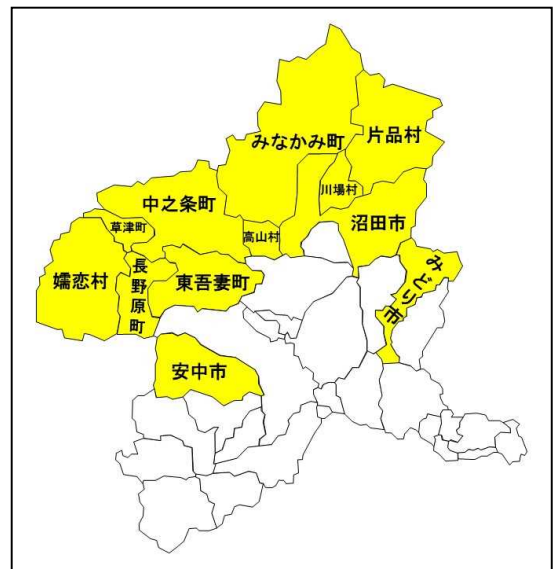 みなかみ町
片品村
川場村
中之条町
沼田市
草津町
高山村
みどり市
嬬恋村
長野原町
東吾妻町
安中市